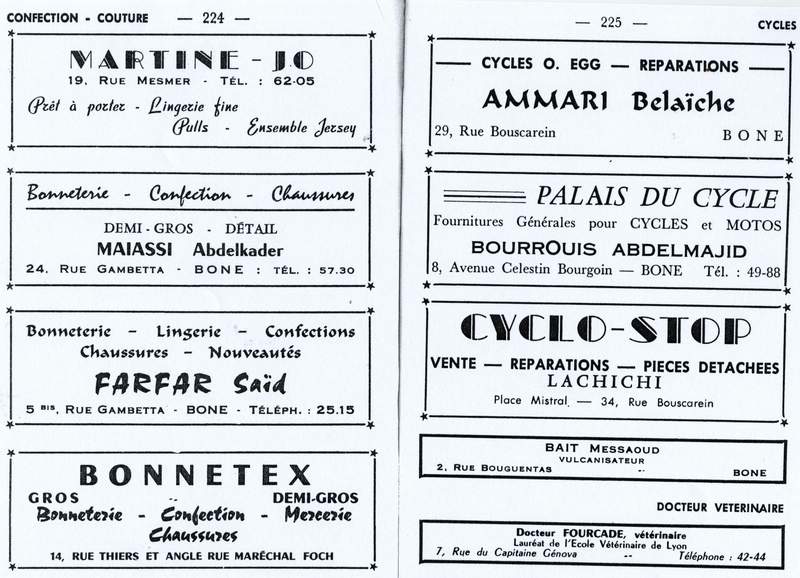 CONFECTION - COUTURE — 224 —
MARTINE - JO
19, RUE MESMER - TÉL. : 62-05
Prêt à porter - Lingerie fine
Pulls - Ensemble Jersey
Bonneterie - Confection - Chaussures
DEMI-GROS - DÉTAIL
MAIASSI Abdelkader
24, RUE GAMBETTA - BONE : TÉL. : 57.30
Bonneterie - Lingerie - Confections
Chaussures - Nouveautés
FARFAR Saïd
5 BIS, RUE GAMBETTA - BONE - TÉLÉPH. : 25.15
BONNETEX
GROS -- DEMI-GROS
Bonneterie - Confection - Mercerie
Chaussures
14, RUE THIERS ET ANGLE RUE MARÉCHAL FOCH
— 225 — CYCLES
— CYCLES O. EGG — REPARATIONS —
AMMARI Belaïche
29, Rue Bouscarein BONE
PALAIS DU CYCLE
Fournitures Générales pour CYCLES et MOTOS
BOURROUIS ABDELMAJID
8, Avenue Celestin Bourgoin — BONE Tél. : 49-88
CYCLO-STOP
VENTE — REPARATIONS — PIECES DETACHEES
LACHICHI
Place Mistral — 34, Rue Bouscarein
BAIT MESSAOUD
VULCANISATEUR
2, RUE BOUGUENTAS -- BONE
DOCTEUR VETERINAIRE
Docteur FOURCADE, vétérinaire
Lauréat de l'Ecole Vétérinaire de Lyon
7, Rue du Capitaine Génova -- Téléphone : 42-44